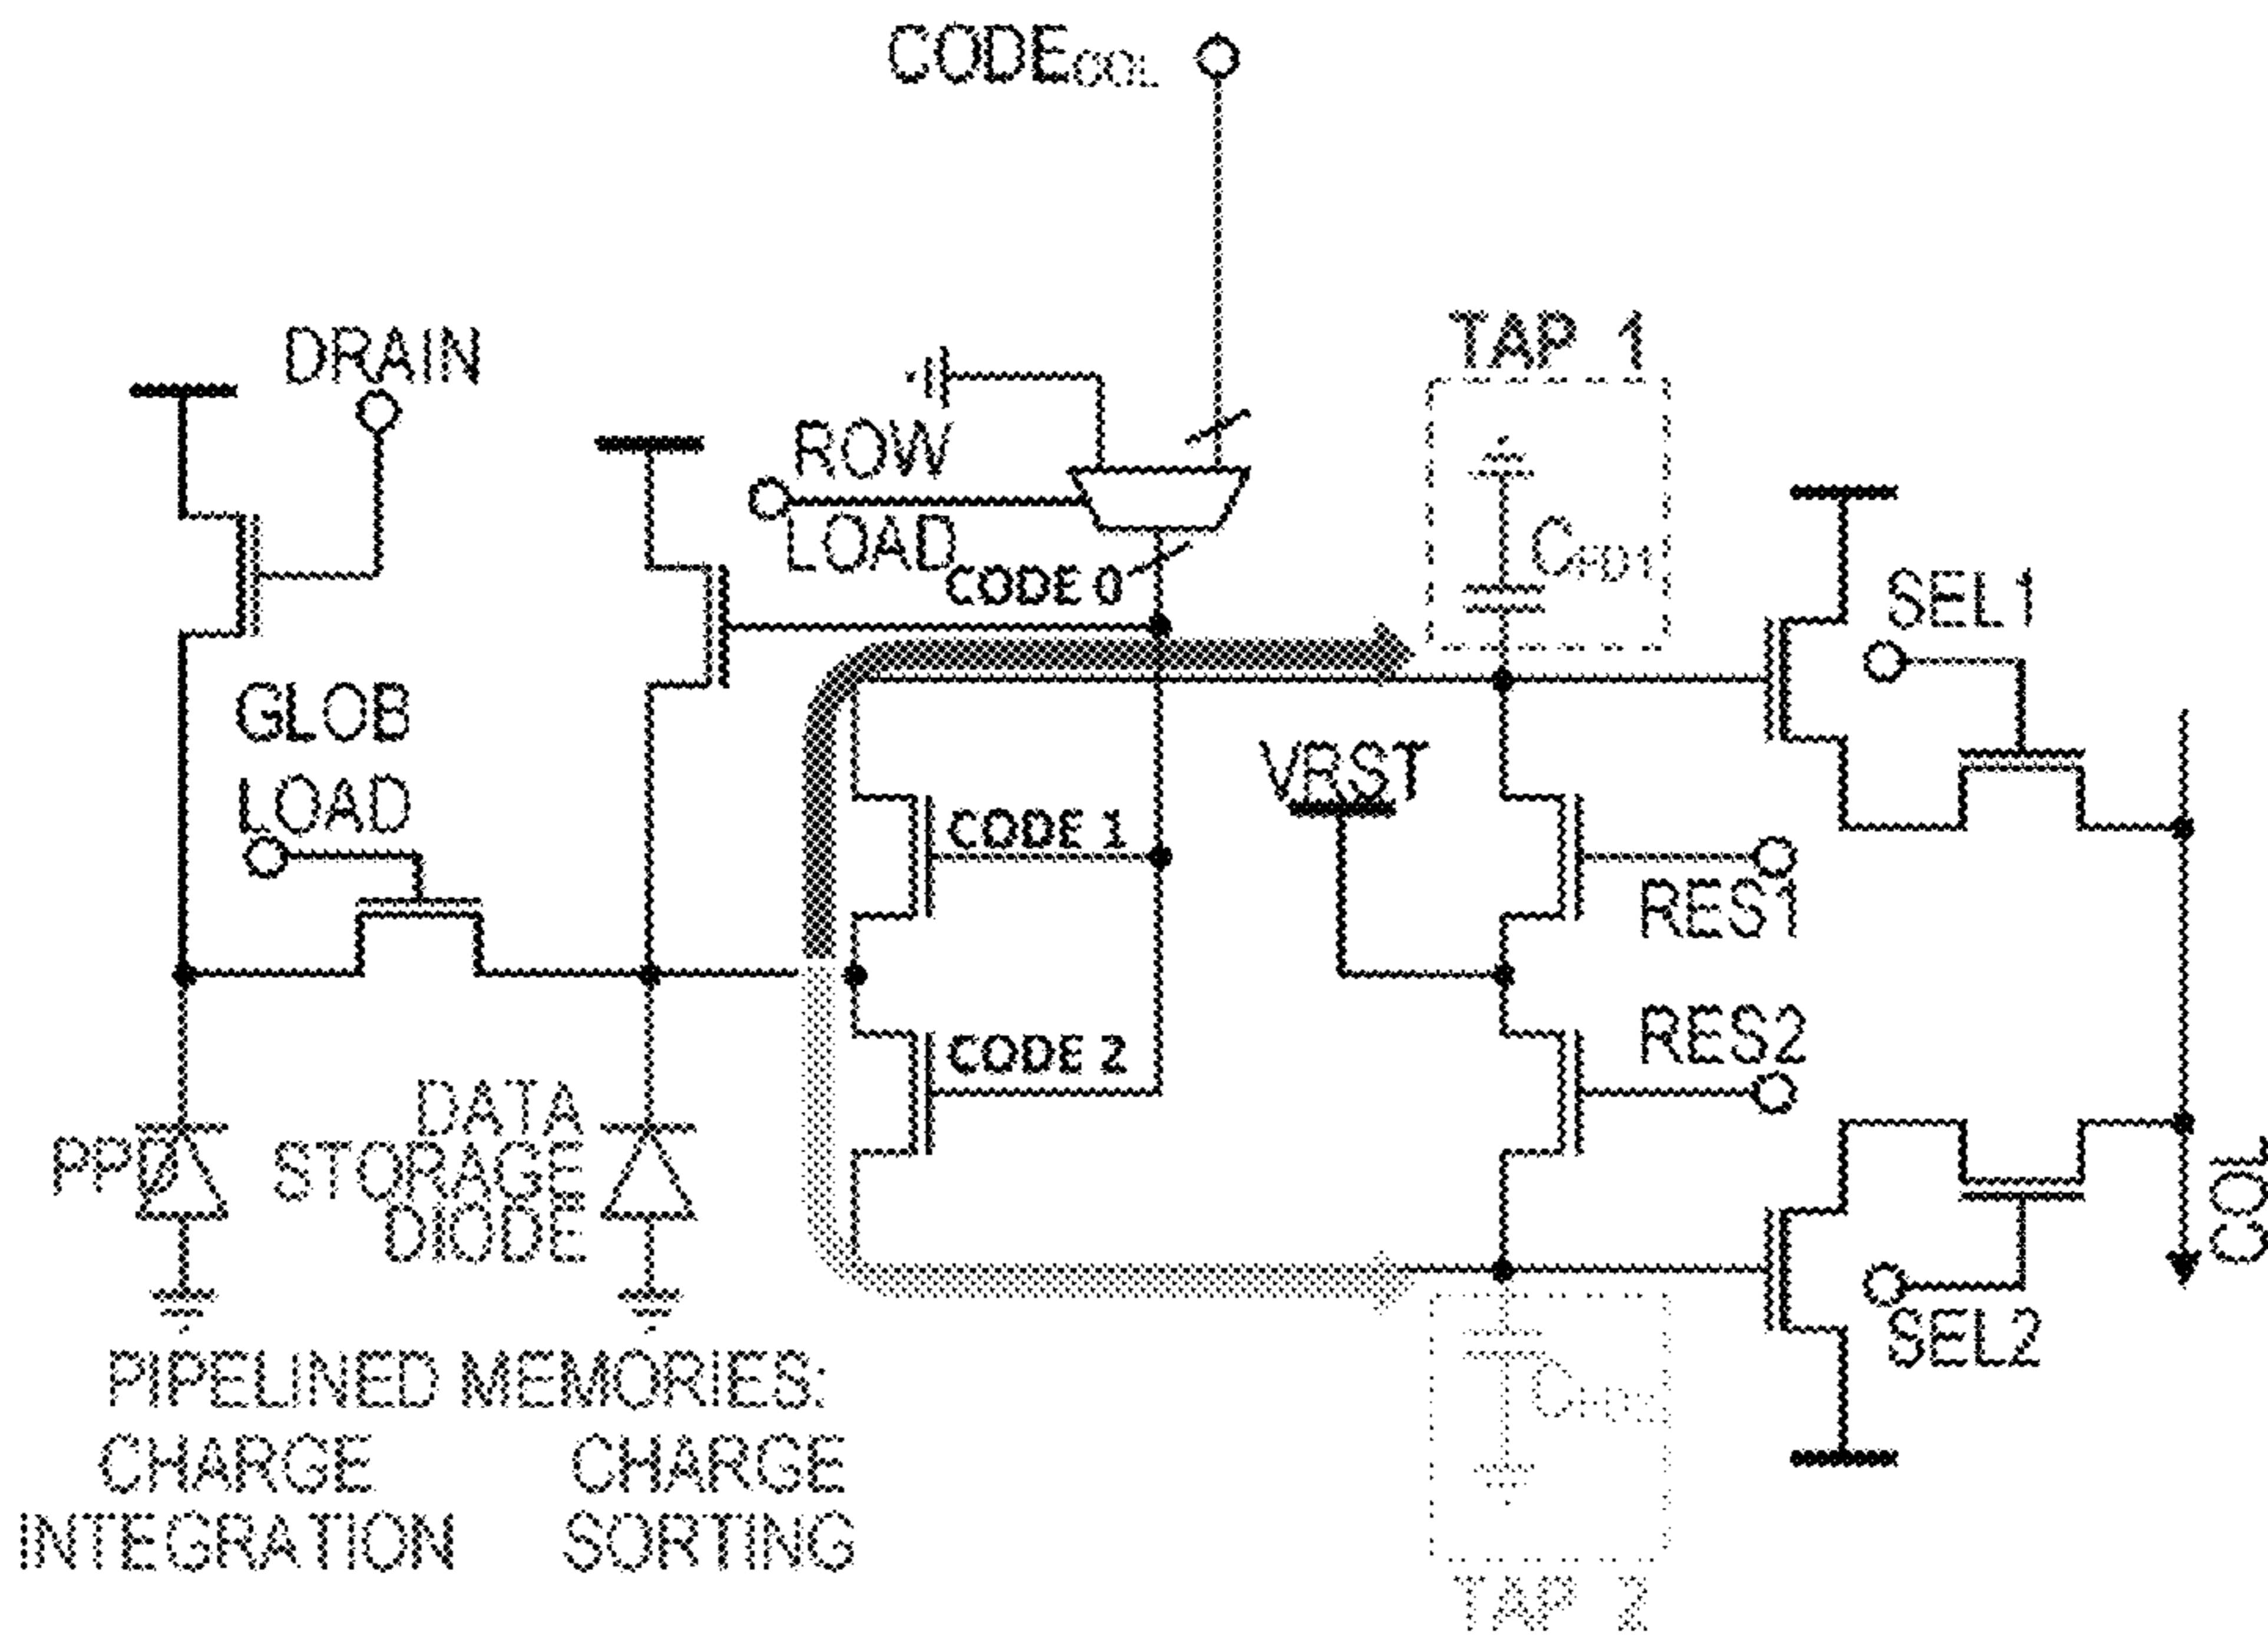 CODECOL
DRAIN
TAP 1
ROW
LOAD
CFD1
CODE 0
SEL1
GLOB
LOAD
VRST
CODE 1
RES1
RES2
CODE 2
DATA
STORAGE
DIODE
PPD
COL
SEL2
PIPELINED MEMORIES:
CHARGE
INTEGRATION
CHARGE
SORTING
TAP 2